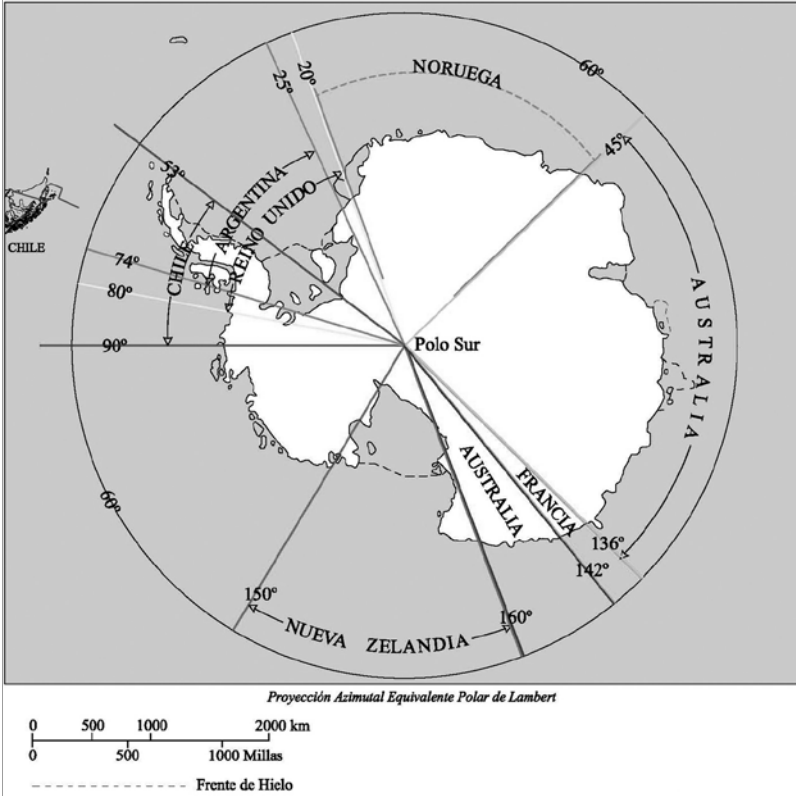 NORUEGA
60º
20º
25º
45º
53º
ARGENTINA
REINO UNIDO
CHILE
CHILE
74º
80º
90º
Polo Sur
AUSTRALIA
AUSTRALIA
FRANCIA
136º
142º
60º
150º
160º
NUEVA ZELANDIA
Proyección Azimutal Equivalente Polar de Lambert
0 500 1000 2000 km
0 500 1000 Millas
Frente de Hielo